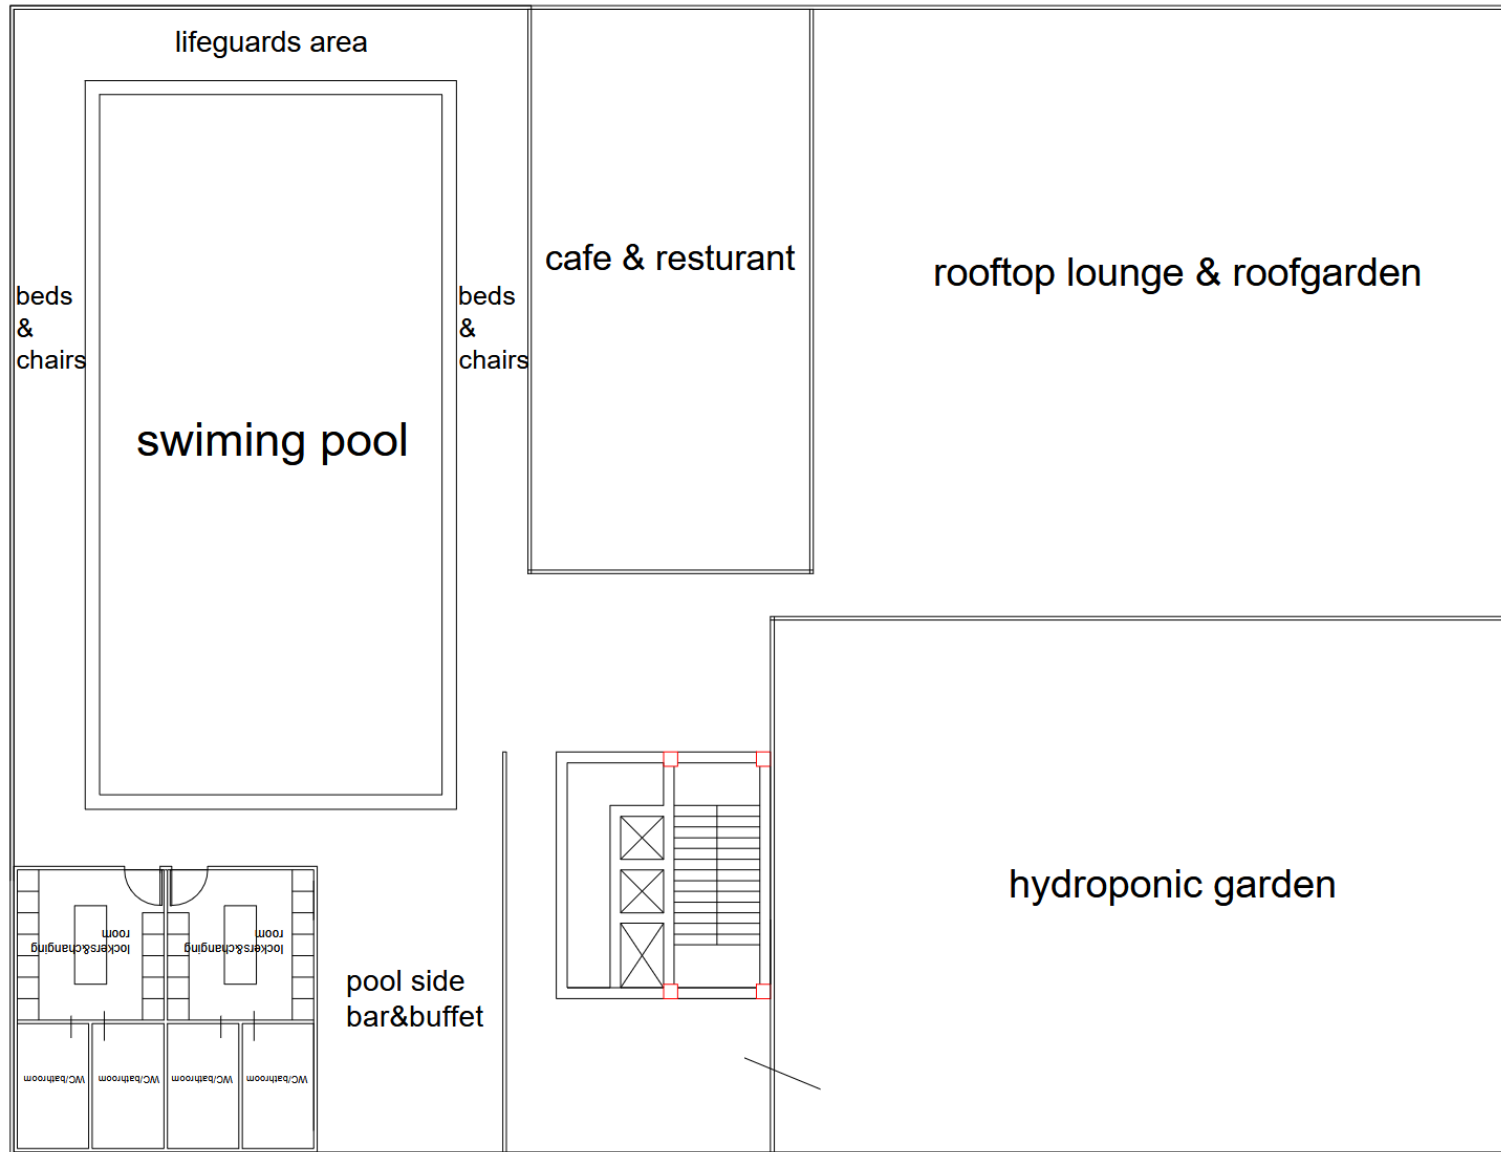 lifeguards area
cafe & resturant
rooftop lounge & roofgarden
beds
&
chairs
beds
&
chairs
swiming pool
hydroponic garden
lockers&changing
room
lockers&changing
room
pool side
bar&buffet
WC/bathroom
WC/bathroom
WC/bathroom
WC/bathroom